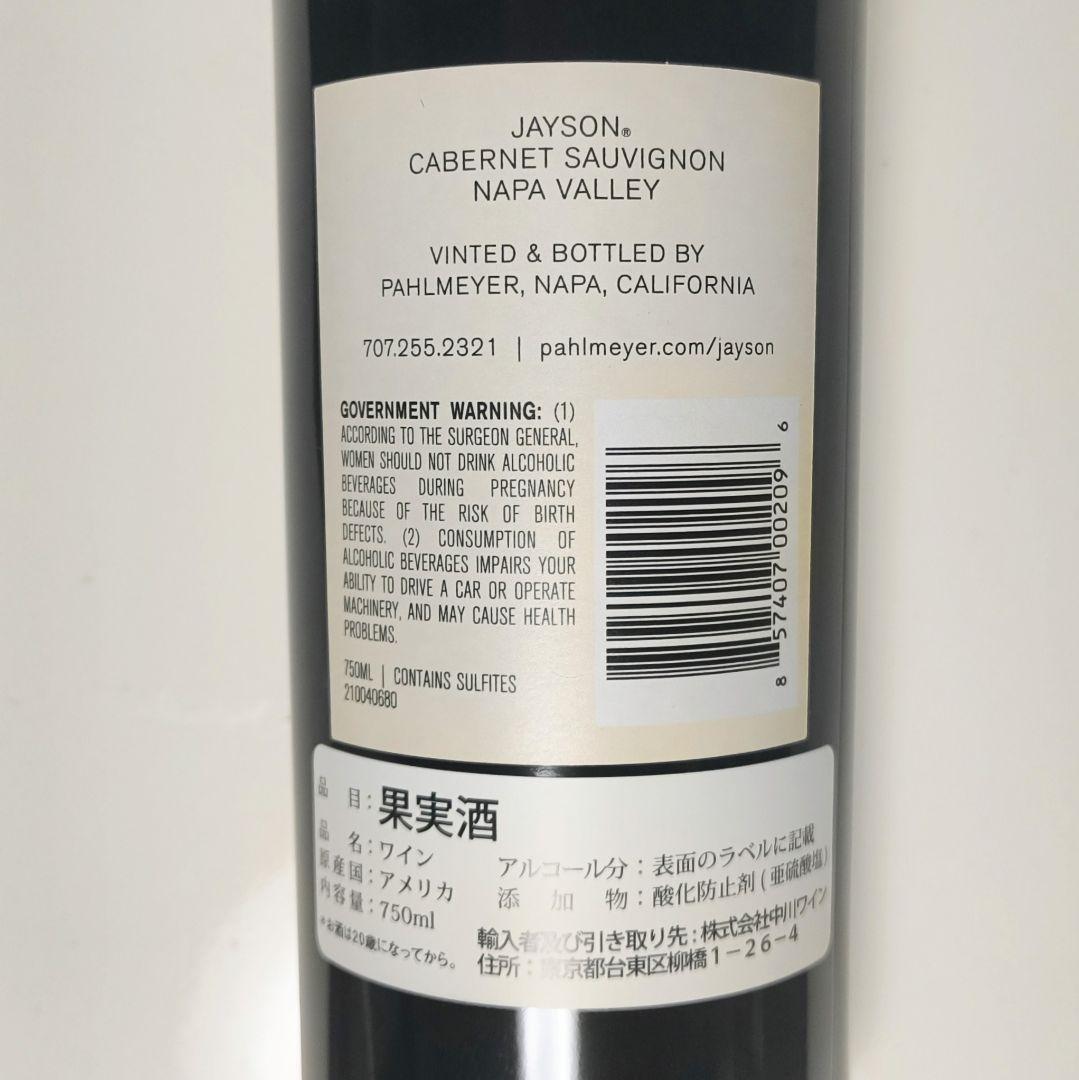 JAYSON®
CABERNET SAUVIGNON
NAPA VALLEY
VINTED & BOTTLED BY
PAHLMEYER, NAPA, CALIFORNIA
707.255.2321 | pahlmeyer.com/jayson
GOVERNMENT WARNING: (1)
ACCORDING TO THE SURGEON GENERAL,
WOMEN SHOULD NOT DRINK ALCOHOLIC
BEVERAGES DURING PREGNANCY
BECAUSE OF THE RISK OF BIRTH
DEFECTS. (2) CONSUMPTION OF
ALCOHOLIC BEVERAGES IMPAIRS YOUR
ABILITY TO DRIVE A CAR OR OPERATE
MACHINERY, AND MAY CAUSE HEALTH
PROBLEMS.
750ML | CONTAINS SULFITES
210040680
8 57407 00209 6
品 目：果実酒
品 名：ワイン
原産国：アメリカ
内容量：750ml
*お酒は20歳になってから。
アルコール分：表面のラベルに記載
添 加 物：酸化防止剤(亜硫酸塩)
輸入者及び引き取り先：株式会社中川ワイン
住所：東京都台東区柳橋1-26-4